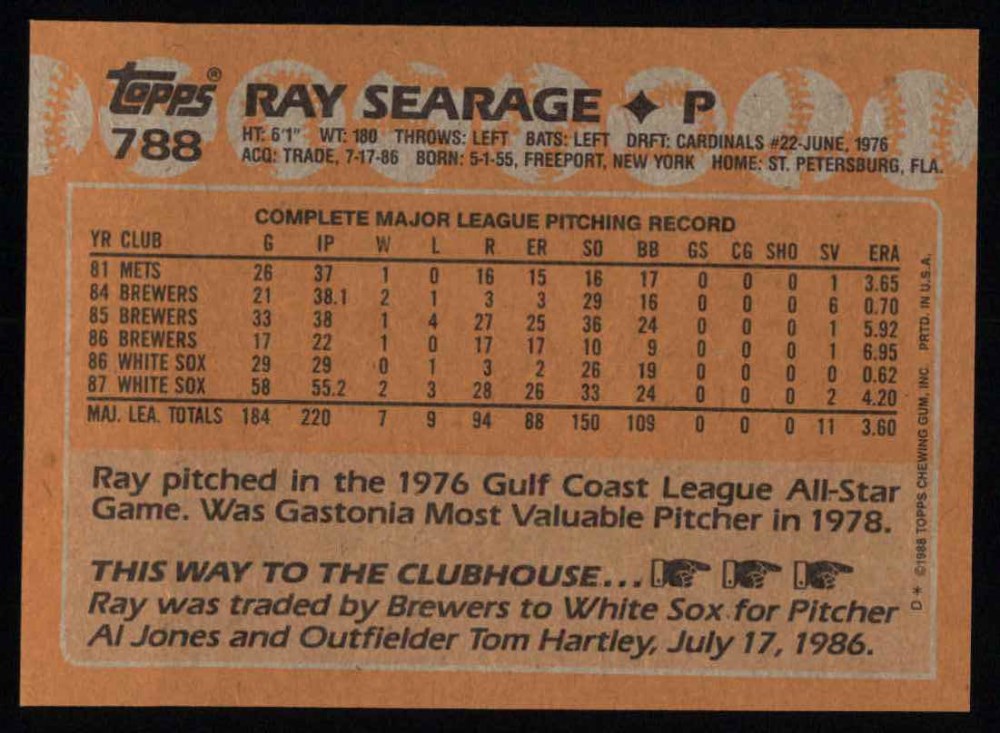 topps®
788
RAY SEARAGE ✦ P
HT: 6'1" WT: 180 THROWS: LEFT BATS: LEFT DRFT: CARDINALS #22-JUNE, 1976
ACQ: TRADE, 7-17-86 BORN: 5-1-55, FREEPORT, NEW YORK HOME: ST. PETERSBURG, FLA.
COMPLETE MAJOR LEAGUE PITCHING RECORD
YR CLUB G IP W L R ER SO BB GS CG SHO SV ERA
81 METS 26 37 1 0 16 15 16 17 0 0 0 1 3.65
84 BREWERS 21 38.1 2 1 3 3 29 16 0 0 0 6 0.70
85 BREWERS 33 38 1 4 27 25 36 24 0 0 0 1 5.92
86 BREWERS 17 22 1 0 17 17 10 9 0 0 0 1 6.95
86 WHITE SOX 29 29 0 1 3 2 26 19 0 0 0 0 0.62
87 WHITE SOX 58 55.2 2 3 28 26 33 24 0 0 0 2 4.20
MAJ. LEA. TOTALS 184 220 7 9 94 88 150 109 0 0 0 11 3.60
Ray pitched in the 1976 Gulf Coast League All-Star
Game. Was Gastonia Most Valuable Pitcher in 1978.
THIS WAY TO THE CLUBHOUSE...
Ray was traded by Brewers to White Sox for Pitcher
Al Jones and Outfielder Tom Hartley, July 17, 1986.
D* ©1988 TOPPS CHEWING GUM, INC. PRTD. IN U.S.A.